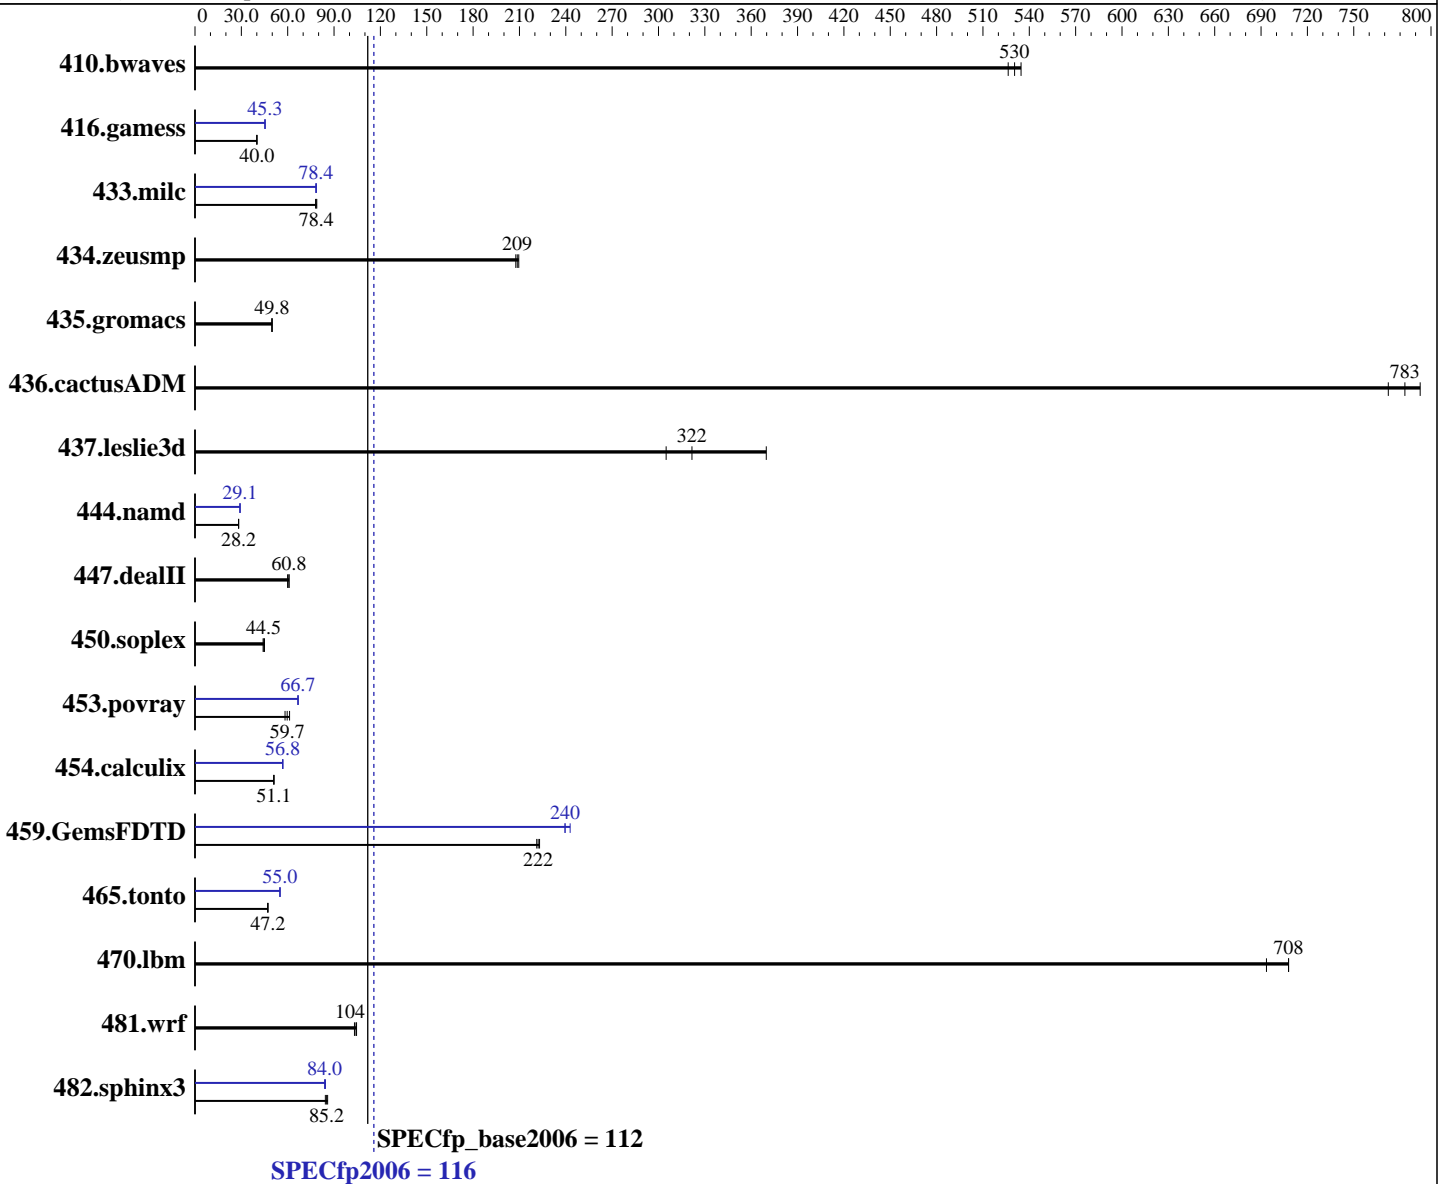 0 30.0 60.0 90.0 120 150 180 210 240 270 300 330 360 390 420 450 480 510 540 570 600 630 660 690 720 750 800
410.bwaves 530
416.gamess 45.3
40.0
433.milc 78.4
78.4
434.zeusmp 209
435.gromacs 49.8
436.cactusADM 783
437.leslie3d 322
444.namd 29.1
28.2
447.dealII 60.8
450.soplex 44.5
453.povray 66.7
59.7
454.calculix 56.8
51.1
459.GemsFDTD 240
222
465.tonto 55.0
47.2
470.lbm 708
481.wrf 104
482.sphinx3 84.0
85.2
SPECfp_base2006 = 112
SPECfp2006 = 116